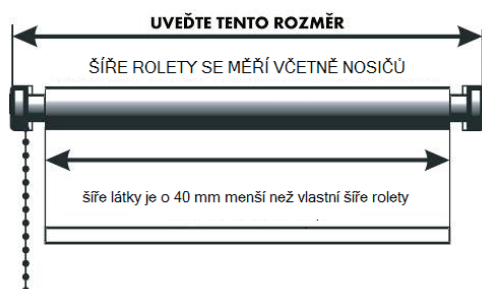 UVEĎTE TENTO ROZMĚR
ŠÍŘE ROLETY SE MĚŘÍ VČETNĚ NOSIČŮ
šíře látky je o 40 mm menší než vlastní šíře rolety